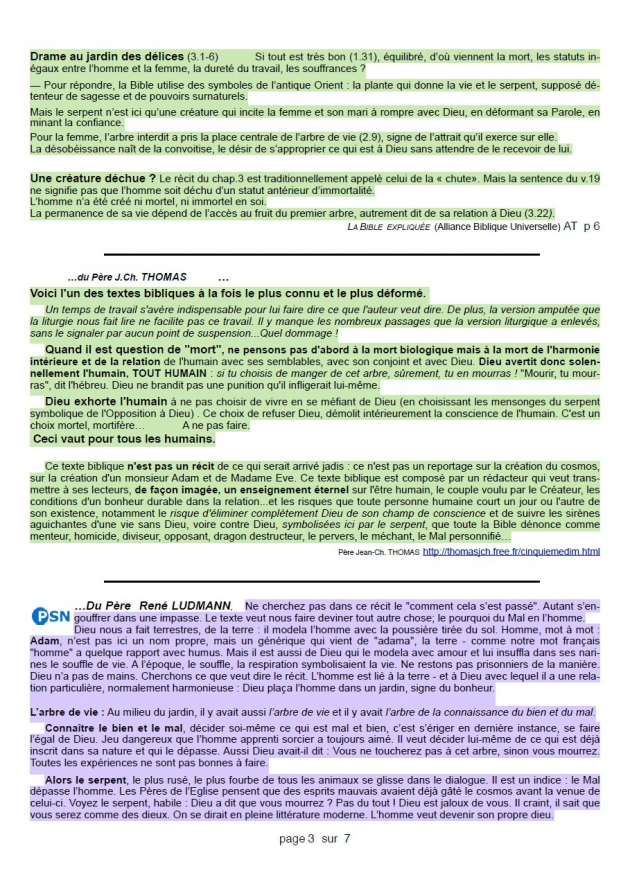 Drame au jardin des délices (3.1-6) Si tout est très bon (1.31), équilibré, d'où viennent la mort, les statuts in-
égaux entre l'homme et la femme, la dureté du travail, les souffrances ?
— Pour répondre, la Bible utilise des symboles de l'antique Orient : la plante qui donne la vie et le serpent, supposé dé-
tenteur de sagesse et de pouvoirs surnaturels.
Mais le serpent n'est ici qu'une créature qui incite la femme et son mari à rompre avec Dieu, en déformant sa Parole, en
minant la confiance.
Pour la femme, l'arbre interdit a pris la place centrale de l'arbre de vie (2.9), signe de l'attrait qu'il exerce sur elle.
La désobéissance naît de la convoitise, le désir de s'approprier ce qui est à Dieu sans attendre de le recevoir de lui.
Une créature déchue ? Le récit du chap.3 est traditionnellement appelé celui de la « chute». Mais la sentence du v.19
ne signifie pas que l'homme soit déchu d'un statut antérieur d'immortalité.
L'homme n'a été créé ni mortel, ni immortel en soi.
La permanence de sa vie dépend de l'accès au fruit du premier arbre, autrement dit de sa relation à Dieu (3.22).
LA BIBLE EXPLIQUÉE (Alliance Biblique Universelle) AT p 6
…du Père J.Ch. THOMAS …
Voici l'un des textes bibliques à la fois le plus connu et le plus déformé.
Un temps de travail s'avère indispensable pour lui faire dire ce que l'auteur veut dire. De plus, la version amputée que
la liturgie nous fait lire ne facilite pas ce travail. Il y manque les nombreux passages que la version liturgique a enlevés,
sans le signaler par aucun point de suspension...Quel dommage !
Quand il est question de "mort", ne pensons pas d'abord à la mort biologique mais à la mort de l'harmonie
intérieure et de la relation de l'humain avec ses semblables, avec son conjoint et avec Dieu. Dieu avertit donc solen-
nellement l'humain, TOUT HUMAIN : si tu choisis de manger de cet arbre, sûrement, tu en mourras ! "Mourir, tu mour-
ras", dit l'hébreu. Dieu ne brandit pas une punition qu'il infligerait lui-même.
Dieu exhorte l'humain à ne pas choisir de vivre en se méfiant de Dieu (en choisissant les mensonges du serpent
symbolique de l'Opposition à Dieu) . Ce choix de refuser Dieu, démolit intérieurement la conscience de l'humain. C'est un
choix mortel, mortifère… A ne pas faire.
Ceci vaut pour tous les humains.
Ce texte biblique n'est pas un récit de ce qui serait arrivé jadis : ce n'est pas un reportage sur la création du cosmos,
sur la création d'un monsieur Adam et de Madame Eve. Ce texte biblique est composé par un rédacteur qui veut trans-
mettre à ses lecteurs, de façon imagée, un enseignement éternel sur l'être humain, le couple voulu par le Créateur, les
conditions d'un bonheur durable dans la relation...et les risques que toute personne humaine court un jour ou l'autre de
son existence, notamment le risque d'éliminer complètement Dieu de son champ de conscience et de suivre les sirènes
aguichantes d'une vie sans Dieu, voire contre Dieu, symbolisées ici par le serpent, que toute la Bible dénonce comme
menteur, homicide, diviseur, opposant, dragon destructeur, le pervers, le méchant, le Mal personnifié…
Père Jean-Ch. THOMAS http://thomasjch.free.fr/cinquiemedim.html
PSN …Du Père René LUDMANN, Ne cherchez pas dans ce récit le "comment cela s'est passé". Autant s'en-
gouffrer dans une impasse. Le texte veut nous faire deviner tout autre chose; le pourquoi du Mal en l'homme.
Dieu nous a fait terrestres, de la terre : il modela l'homme avec la poussière tirée du sol. Homme, mot à mot :
Adam, n'est pas ici un nom propre, mais un générique qui vient de "adama", la terre - comme notre mot français
"homme" a quelque rapport avec humus. Mais il est aussi de Dieu qui le modela avec amour et lui insuffla dans ses nari-
nes le souffle de vie. A l'époque, le souffle, la respiration symbolisaient la vie. Ne restons pas prisonniers de la manière.
Dieu n'a pas de mains. Cherchons ce que veut dire le récit. L'homme est lié à la terre - et à Dieu avec lequel il a une rela-
tion particulière, normalement harmonieuse : Dieu plaça l'homme dans un jardin, signe du bonheur.
L'arbre de vie : Au milieu du jardin, il y avait aussi l'arbre de vie et il y avait l'arbre de la connaissance du bien et du mal.
Connaître le bien et le mal, décider soi-même ce qui est mal et bien, c'est s'ériger en dernière instance, se faire
l'égal de Dieu. Jeu dangereux que l'homme apprenti sorcier a toujours aimé. Il veut décider lui-même de ce qui est déjà
inscrit dans sa nature et qui le dépasse. Aussi Dieu avait-il dit : Vous ne toucherez pas à cet arbre, sinon vous mourrez.
Toutes les expériences ne sont pas bonnes à faire.
Alors le serpent, le plus rusé, le plus fourbe de tous les animaux se glisse dans le dialogue. Il est un indice : le Mal
dépasse l'homme. Les Pères de l'Eglise pensent que des esprits mauvais avaient déjà gâté le cosmos avant la venue de
celui-ci. Voyez le serpent, habile : Dieu a dit que vous mourrez ? Pas du tout ! Dieu est jaloux de vous. Il craint, il sait que
vous serez comme des dieux. On se dirait en pleine littérature moderne. L'homme veut devenir son propre dieu.
page 3 sur 7